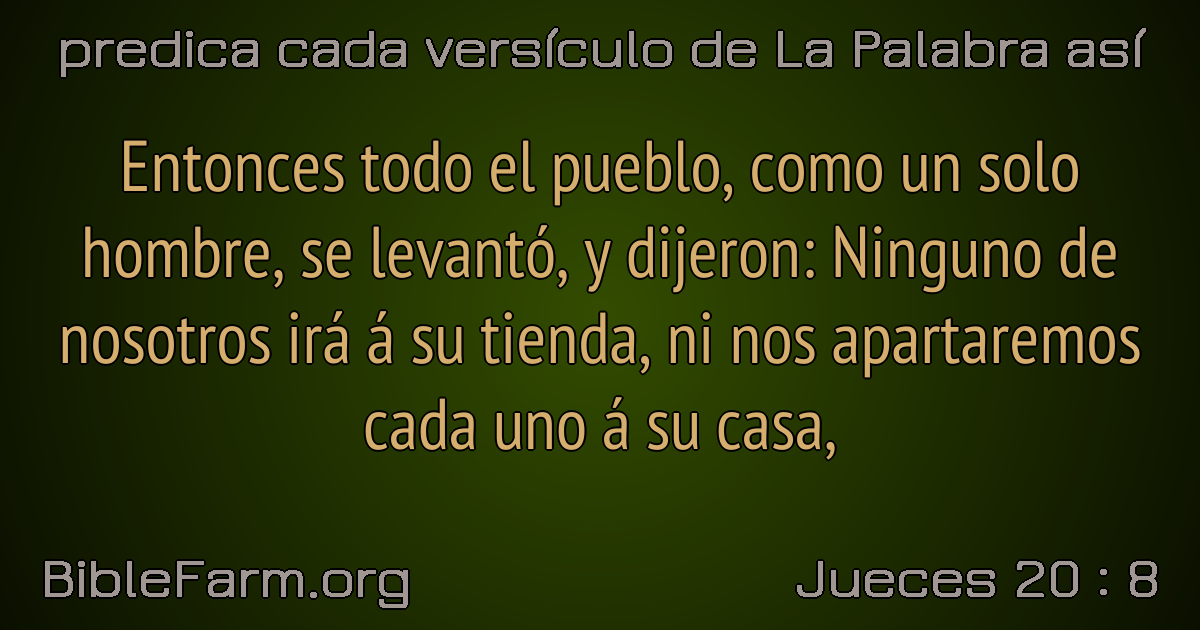 predica cada versículo de La Palabra así
Entonces todo el pueblo, como un solo
hombre, se levantó, y dijeron: Ninguno de
nosotros irá á su tienda, ni nos apartaremos
cada uno á su casa,
BibleFarm.org
Jueces 20 : 8